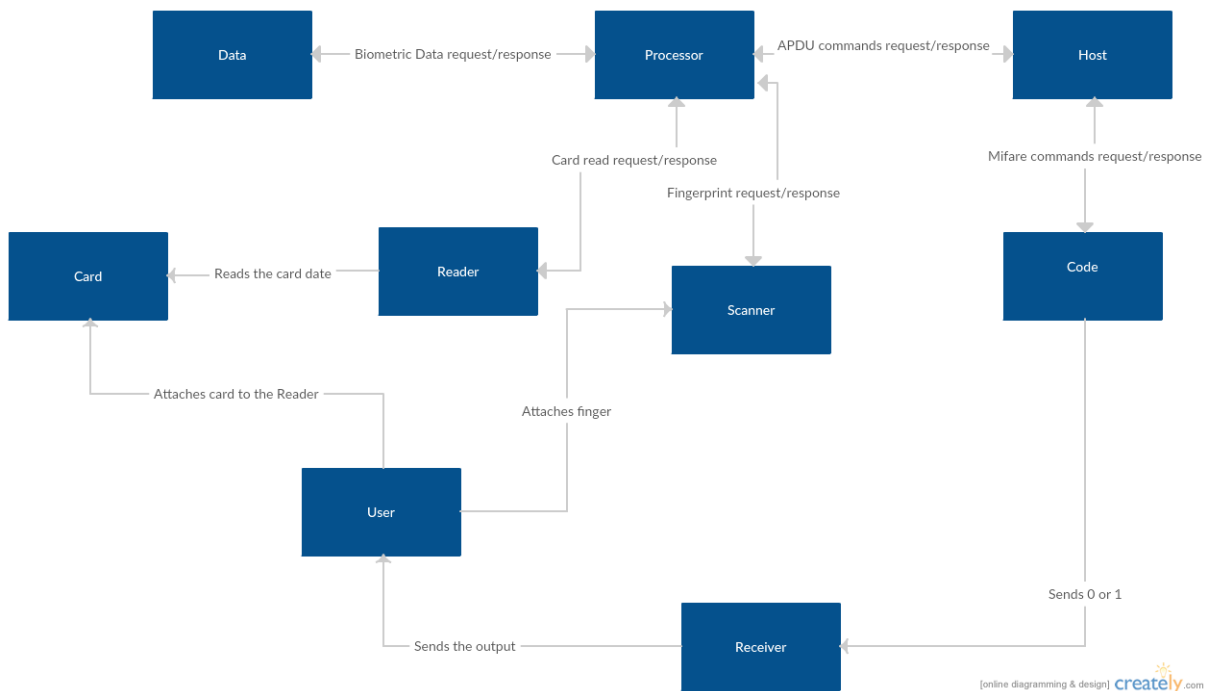 Data
Biometric Data request/response
Processor
APDU commands request/response
Host
Card read request/response
Mifare commands request/response
Fingerprint request/response
Card
Reads the card date
Reader
Scanner
Code
Attaches card to the Reader
Attaches finger
User
Sends 0 or 1
Sends the output
Receiver
[online diagramming & design] creately.com